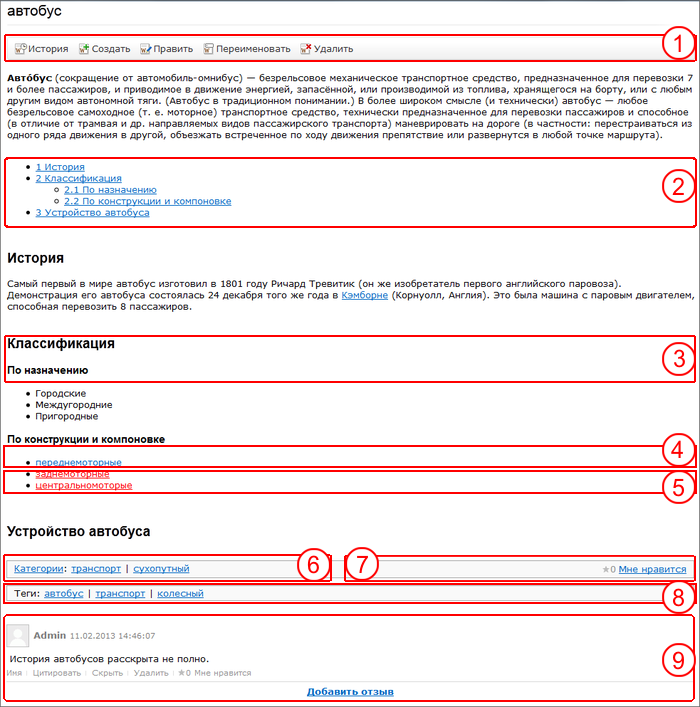 автобус
История Создать Править Переименовать Удалить 1
Авто́бус (сокращение от автомобиль-омнибус) — безрельсовое механическое транспортное средство, предназначенное для перевозки 7
и более пассажиров, и приводимое в движение энергией, запасённой, или производимой из топлива, хранящегося на борту, или с любым
другим видом автономной тяги. (Автобус в традиционном понимании.) В более широком смысле (и технически) автобус — любое
безрельсовое самоходное (т. е. моторное) транспортное средство, технически предназначенное для перевозки пассажиров и способное
(в отличие от трамвая и др. направляемых видов пассажирского транспорта) маневрировать на дороге (в частности: перестраиваться из
одного ряда движения в другой, объезжать встреченное по ходу движения препятствие или развернутся в любой точке маршрута).
1 История
2 Классификация 2
2.1 По назначению
2.2 По конструкции и компоновке
3 Устройство автобуса
История
Самый первый в мире автобус изготовил в 1801 году Ричард Тревитик (он же изобретатель первого английского паровоза).
Демонстрация его автобуса состоялась 24 декабря того же года в Кэмборне (Корнуолл, Англия). Это была машина с паровым двигателем,
способная перевозить 8 пассажиров.
Классификация 3
По назначению
Городские
Междугородние
Пригородные
По конструкции и компоновке
переднемоторные 4
заднемоторные
центральномоторые 5
Устройство автобуса
Категории: транспорт | сухопутный 6 7 ★0 Мне нравится
Теги: автобус | транспорт | колесный 8
Admin 11.02.2013 14:46:07
История автобусов расскрыта не полно. 9
Имя Цитировать Скрыть Удалить ★0 Мне нравится
Добавить отзыв